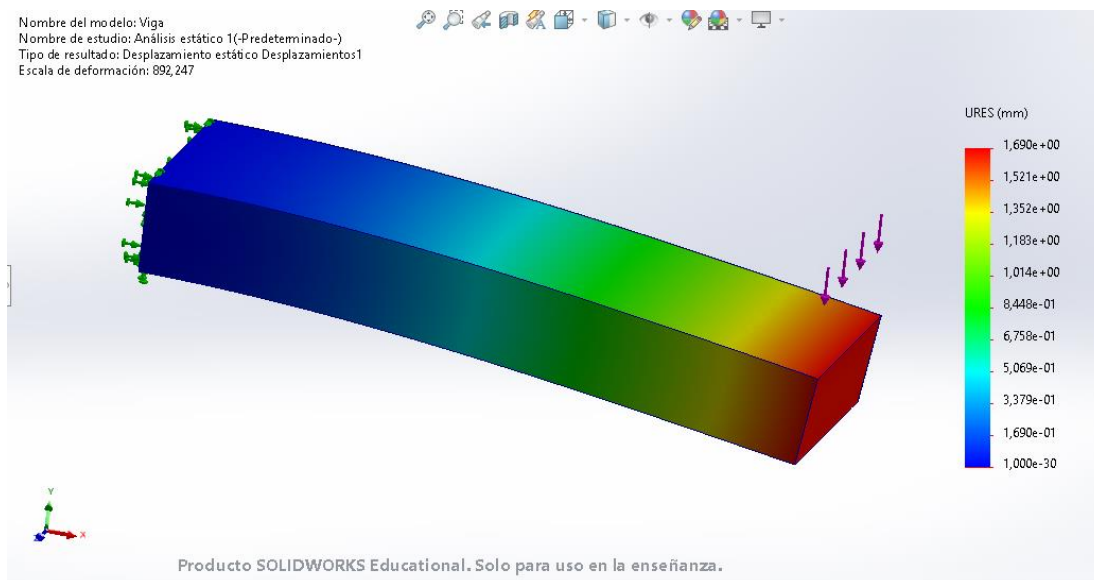 Nombre del modelo: Viga
Nombre de estudio: Análisis estático 1(-Predeterminado-)
Tipo de resultado: Desplazamiento estático Desplazamientos1
Escala de deformación: 892,247
URES (mm)
1,690e+00
1,521e+00
1,352e+00
1,183e+00
1,014e+00
8,448e-01
6,758e-01
5,069e-01
3,379e-01
1,690e-01
1,000e-30
Y
X
Z
Producto SOLIDWORKS Educational. Solo para uso en la enseñanza.